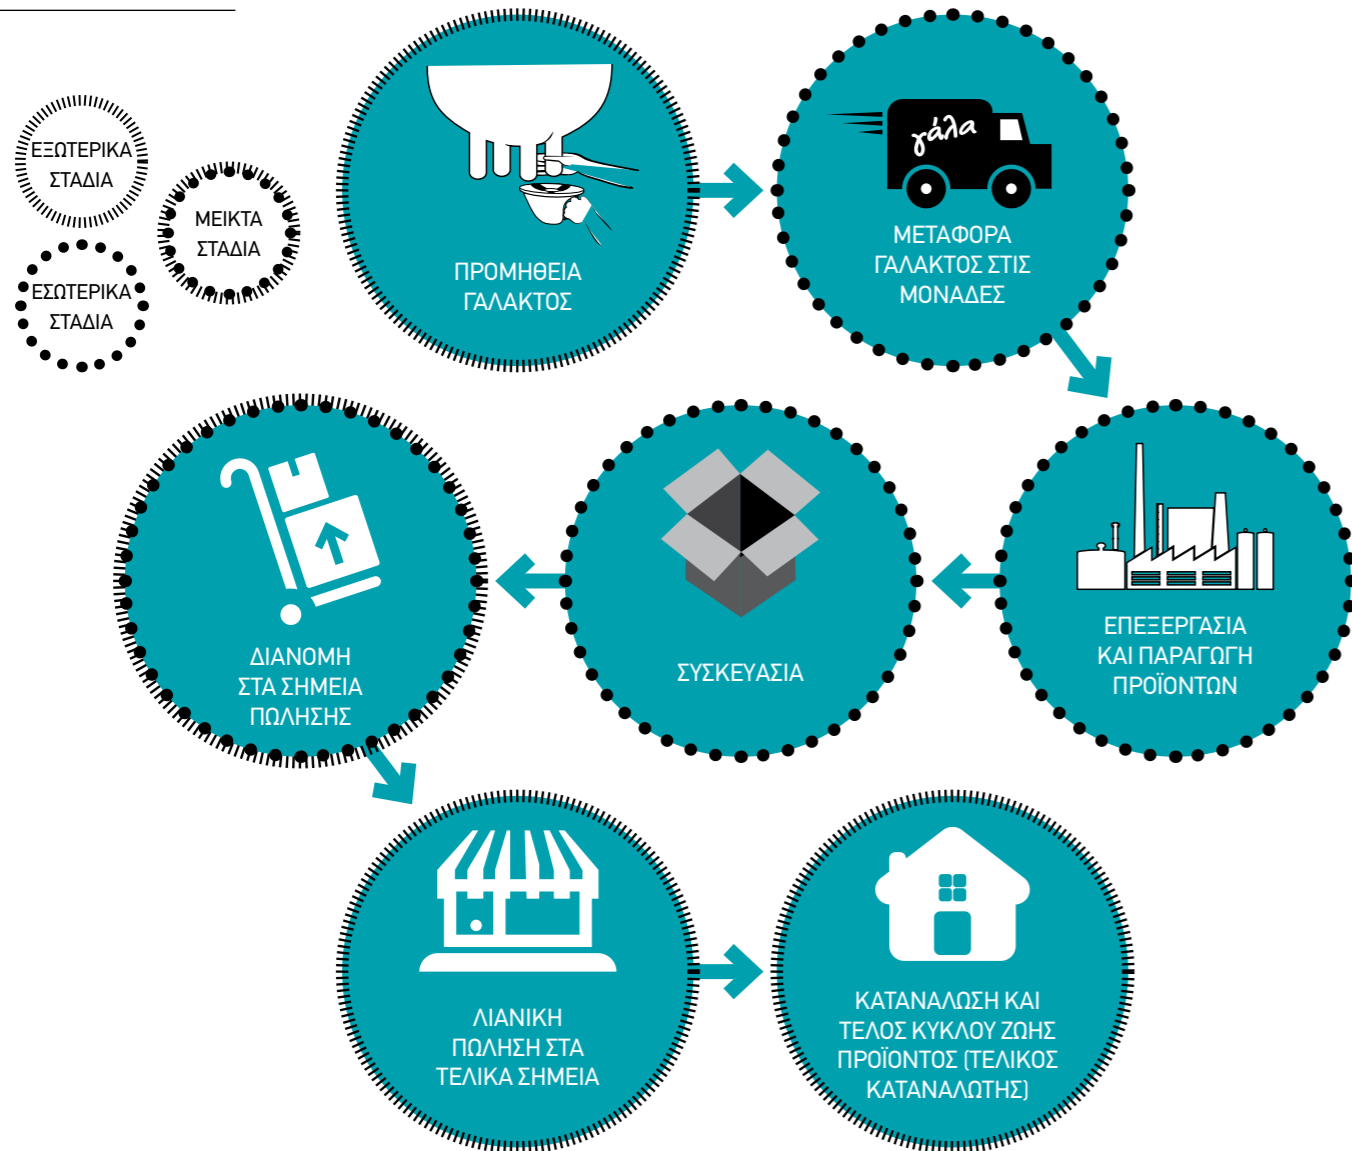 ΕΞΩΤΕΡΙΚΑ
ΣΤΑΔΙΑ
ΜΕΙΚΤΑ
ΣΤΑΔΙΑ
ΕΣΩΤΕΡΙΚΑ
ΣΤΑΔΙΑ
ΠΡΟΜΗΘΕΙΑ
ΓΑΛΑΚΤΟΣ
γάλα
ΜΕΤΑΦΟΡΑ
ΓΑΛΑΚΤΟΣ ΣΤΙΣ
ΜΟΝΑΔΕΣ
ΕΠΕΞΕΡΓΑΣΙΑ
ΚΑΙ ΠΑΡΑΓΩΓΗ
ΠΡΟΪΟΝΤΩΝ
ΣΥΣΚΕΥΑΣΙΑ
ΔΙΑΝΟΜΗ
ΣΤΑ ΣΗΜΕΙΑ
ΠΩΛΗΣΗΣ
ΛΙΑΝΙΚΗ
ΠΩΛΗΣΗ ΣΤΑ
ΤΕΛΙΚΑ ΣΗΜΕΙΑ
ΚΑΤΑΝΑΛΩΣΗ ΚΑΙ
ΤΕΛΟΣ ΚΥΚΛΟΥ ΖΩΗΣ
ΠΡΟΪΟΝΤΟΣ (ΤΕΛΙΚΟΣ
ΚΑΤΑΝΑΛΩΤΗΣ)